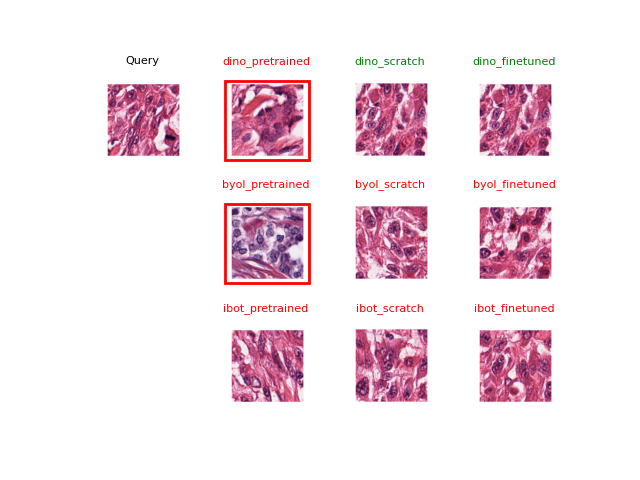 Query
dino_pretrained
dino_scratch
dino_finetuned
byol_pretrained
byol_scratch
byol_finetuned
ibot_pretrained
ibot_scratch
ibot_finetuned